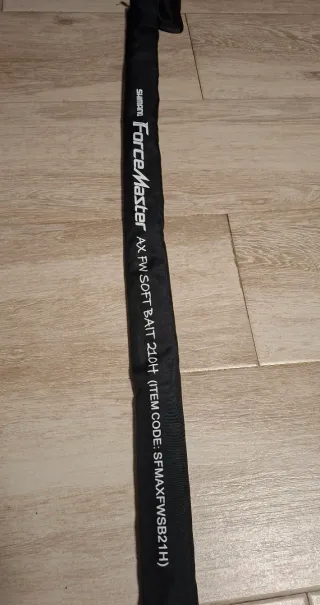 SHIMANO ForceMaster AX FW SOFT BAIT 210H (ITEM CODE: SFMAXFWSB21H)